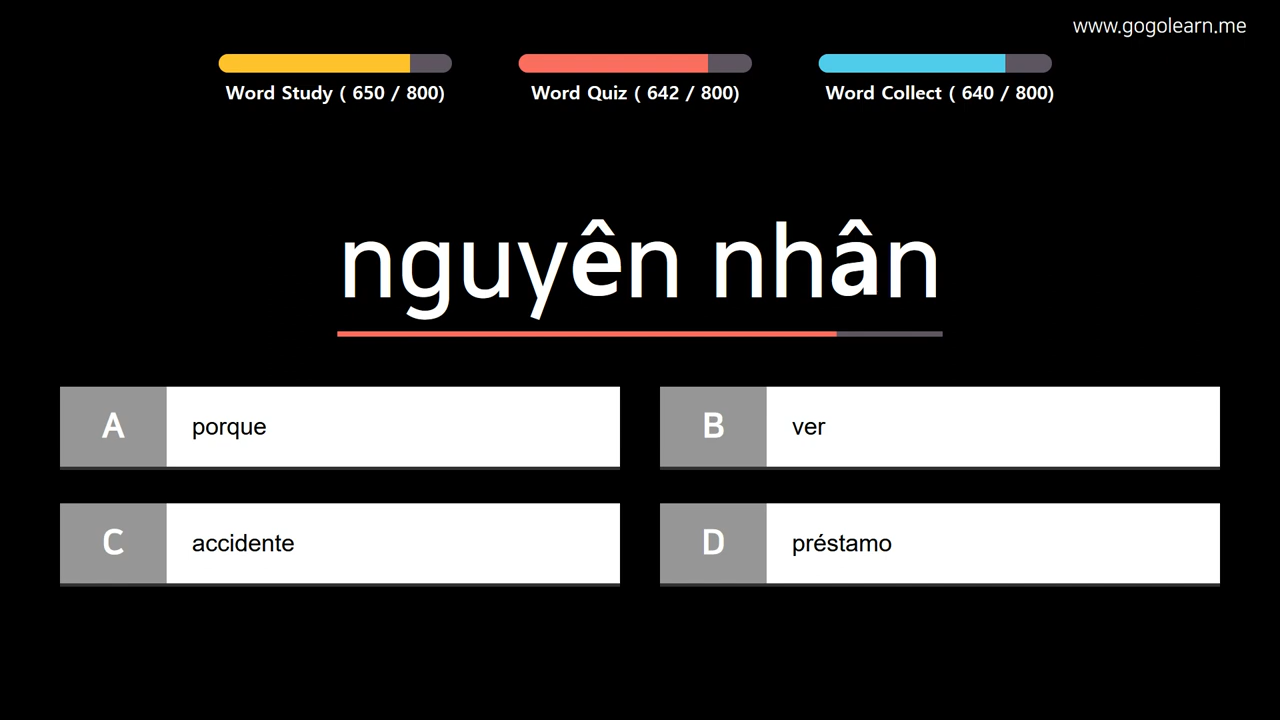 www.gogolearn.me
Word Study ( 650 / 800)
Word Quiz ( 642 / 800)
Word Collect ( 640 / 800)
nguyên nhân
A porque
B ver
C accidente
D préstamo